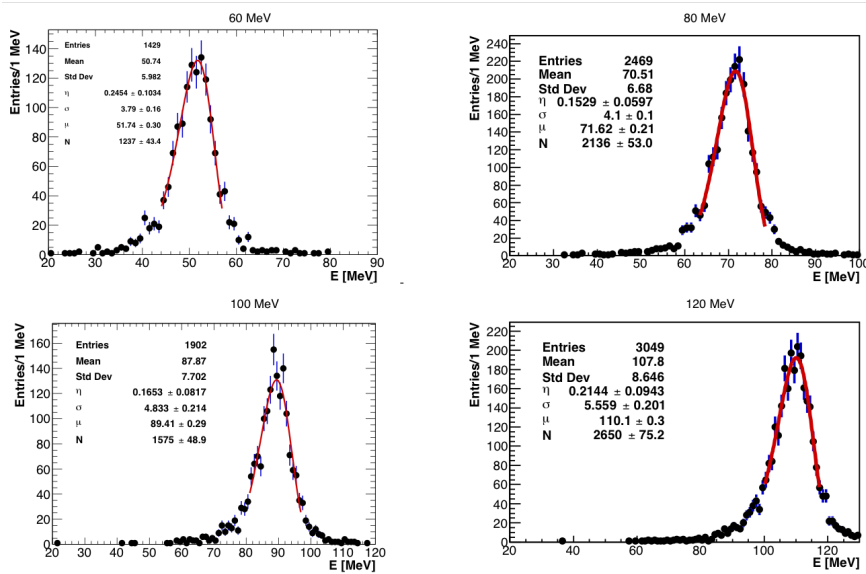 60 MeV
Entries/1 MeV
140
120
100
80
60
40
20
0
Entries 1429
Mean 50.74
Std Dev 5.982
η 0.2454 ± 0.1034
σ 3.79 ± 0.16
μ 51.74 ± 0.30
N 1237 ± 43.4
20 30 40 50 60 70 80 90
E [MeV]
80 MeV
Entries/1 MeV
240
220
200
180
160
140
120
100
80
60
40
20
0
Entries 2469
Mean 70.51
Std Dev 6.68
η 0.1529 ± 0.0597
σ 4.1 ± 0.1
μ 71.62 ± 0.21
N 2136 ± 53.0
20 30 40 50 60 70 80 90 100
E [MeV]
100 MeV
Entries/1 MeV
160
140
120
100
80
60
40
20
0
Entries 1902
Mean 87.87
Std Dev 7.702
η 0.1653 ± 0.0817
σ 4.833 ± 0.214
μ 89.41 ± 0.29
N 1575 ± 48.9
20 30 40 50 60 70 80 90 100 110 120
E [MeV]
120 MeV
Entries/1 MeV
220
200
180
160
140
120
100
80
60
40
20
0
Entries 3049
Mean 107.8
Std Dev 8.646
η 0.2144 ± 0.0943
σ 5.559 ± 0.201
μ 110.1 ± 0.3
N 2650 ± 75.2
20 40 60 80 100 120
E [MeV]